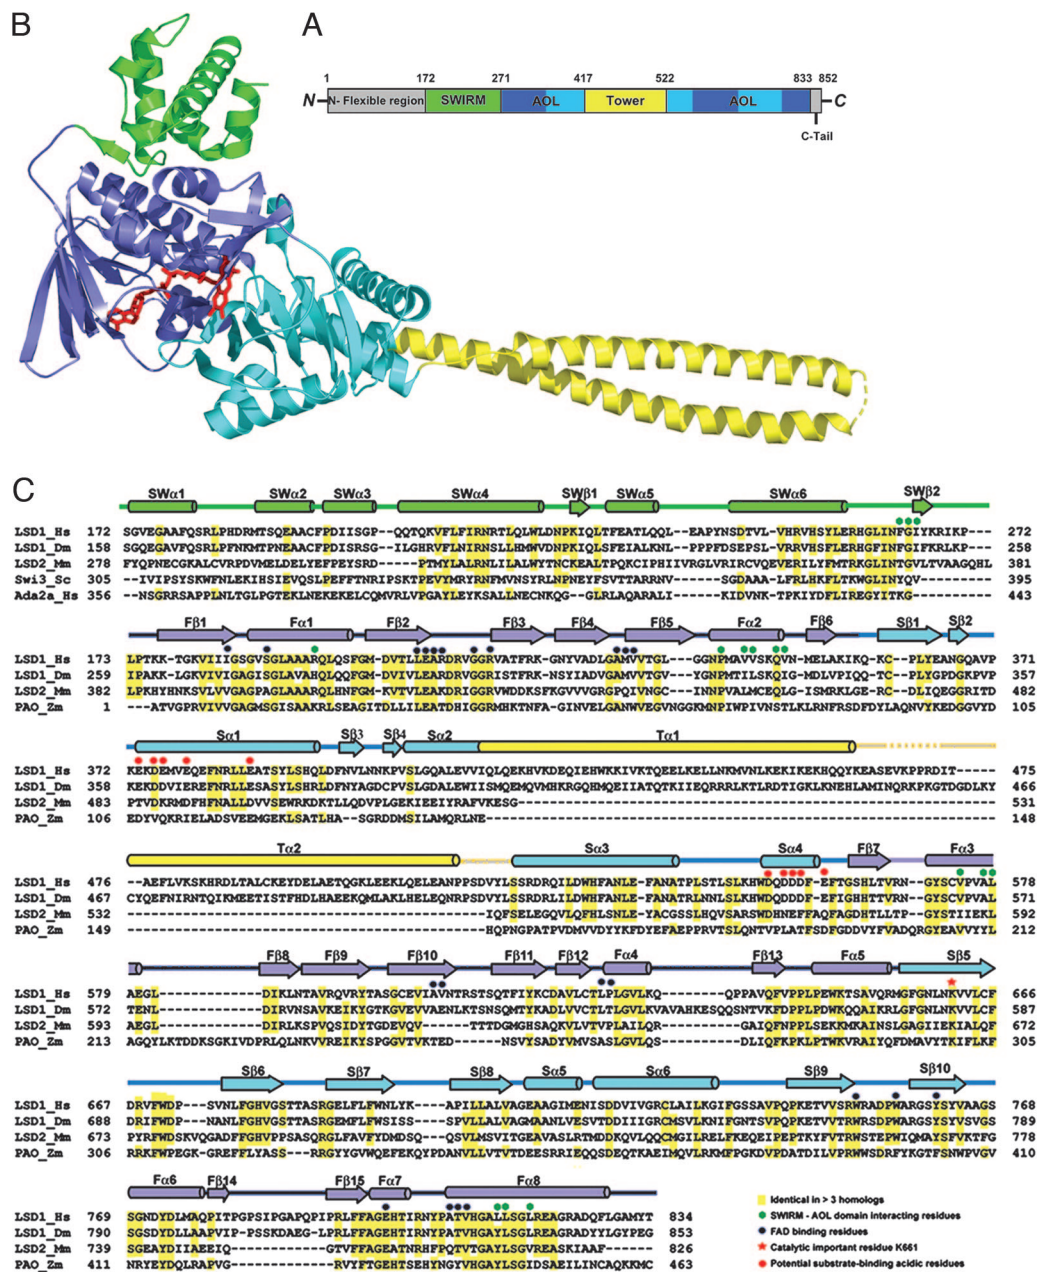 B
A
1 172 271 417 522 833 852
N N- Flexible region SWIRM AOL Tower AOL C
C-Tail
C
SWα1 SWα2 SWα3 SWα4 SWβ1 SWα5 SWα6 SWβ2
LSD1_Hs 172 SGVEGAAFQSRLPHDRMTSQEAACFPDIISGP--QQTQKVFLFIRNRTLQLWLDNPKIQLTFEATLQQL---EAPYNSDTVL-VHRVHSYLERHGLINFGIYKRIKP---- 272
LSD1_Dm 158 SGQEGAVFQSRLPFNKMTPNEAACFPDISRSG--ILGHRVFLNIRNSLLHMWVDNPKIQLSFEIALKNL---PPPFDSEPSL-VRRVHSFLERHGFINFGIFKRLKP---- 258
LSD2_Mm 278 FYQPNECGKALCVRPDVMELDELYEFPEYSRD----PTMYLALRNLILALWYTNCKEALTPQKCIPHIIVRGLVRIRCVQEVERILYFMTRKGLINTGVLTVAAGQHL 381
Swi3_Sc 305 --IVIPSYSKWFNLEKIHSIEVQSLPEFFTNRIPSKTPEVYMRYRNFMVNSYRLNPNEYFSVTTARRNV-----SGDAAA-LFRLHKFLTKWGLINYQV 395
Ada2a_Hs 356 --NSGRRSAPPLNLTGLPGTEKLNEKEKELCQMVRLVPGAYLEYKSALLNECNKQG--GLRLAQARALI------KIDVNK-TPKIYDFLIREGYITKG 443
Fβ1 Fα1 Fβ2 Fβ3 Fβ4 Fβ5 Fα2 Fβ6 Sβ1 Sβ2
LSD1_Hs 173 LPTKK-TGKVIIIGSGVSGLAAARQLQSFGM-DVTLLEARDRVGGRVATFRK-GNYVADLGAMVVTGL--GGNPMAVVSKQVN-MELAKIKQ-KC--PLYEANGQAVP 371
LSD1_Dm 259 IPAKK-LGKVIVIGAGISGLAVAHQLQQFGM-DVIVLEARDRVGGRISTFRK-NSYIADVGAMVVTGV--YGNPMTILSKQIG-MDLVPIQQ-TC--PLYGPDGKPVP 357
LSD2_Mm 382 LPKHYHNKSVLVVGAGPAGLAAARQLHNFGM-KVTVLEAKDRIGGRVWDDKSFKGVVVGRGPQIVNGC--INNPVALMCEQLG-ISMRKLGE-RC--DLIQEGGRITD 482
PAO_Zm 1 --ATVGPRVIVVGAGMSGISAAKRLSEAGITDLLILEATDHIGGRMHKTNFA-GINVELGANWVEGVNGGKMNPIWPIVNSTLKLRNFRSDFDYLAQNVYKEDGGVYD 105
Sα1 Sβ3 Sβ4 Sα2 Tα1
LSD1_Hs 372 KEKDEMVEQEFNRLLEATSYLSHQLDFNVLNNKPVSLGQALEVVIQLQEKHVKDEQIEHWKKIVKTQEELKELLNKMVNLKEKIKEKHQQYKEASEVKPPRDIT----- 475
LSD1_Dm 358 KEKDDVIEREFNRLLESASYLSHRLDFNYAGDCPVSLGDALEWIISMQEMQVMHKRGQHMQEIIGTQIEQRRRLKTLRDTIGKLKNEHLAMINQRKPKGTDGDLKY 466
LSD2_Mm 483 PTVDKRMDFHFNALLDVVSEWRKDKTLLQDVPLGEKIEEIYRAFVKESG------------------------ 531
PAO_Zm 106 EDYVQKRIELADSVEEMGEKLSATLHA--SGRDDMSILAMQRLNE------------------------ 148
Tα2 Sα3 Sα4 Fβ7 Fα3
LSD1_Hs 476 --AEFLVKSKHRDLTALCKEYDELAETQGKLEEKLQELEANPPSDVYLSSRDRQILDWHFANLE-FANATPLSTLSLKHWDQDDDF-EFTGSHLTVRN--GYSCVPVAL 578
LSD1_Dm 467 CYQEFNIRNTQIKMEETISTFHDLHAEEKQMLAKLHELEQNRPSDVYLSSRDRLILDWHFANLE-FANATRLNNLSLKHWDQDDDF-EFIGHHTTVRN--GYSCVPVAL 571
LSD2_Mm 532 ------------------------IQFSELEGQVLQFHLSNLE-YACGSSLHQVSARSWDHNEFFAQFAGDHTLLTP--GYSTIIEKL 592
PAO_Zm 149 ------------------------HQPNGPATPVDMVVDYYKFDYEFAEPPRVTSLQNTVPLATFSDFGDDVYFVADQRGYEAVVYYL 212
Fβ8 Fβ9 Fβ10 Fβ11 Fβ12 Fα4 Fβ13 Fα5 Sβ5
LSD1_Hs 579 AEGL-----------DIKLNTAVRQVRYTASGCEVIAVNTRSTSQTFIYKCDAVLCTLPLGVLKQ-------QPPAVQFVPPLPEWKTSAVQRMGFGNLNKVVLCF 666
LSD1_Dm 572 TENL-----------DIRVNSAVKEIKYGTKGVEVVAENLKTSNSQMTYKADLVVCTLTLGVLKVAVAHKESQQNSNTVKFDPPLPDWKQQAIKRLGFGNLNKVVLCF 587
LSD2_Mm 593 AEGL-----------DIRLKSPVQSIDYTGDEVQV-----TTTDGMGHSAQKVLVTVPLAILQR-------GAIQFNPPLSEKKMKAINSLGAGIIEKIALQF 672
PAO_Zm 213 AGQYLKTDDKSGKIVDPRLQLNKVVREIKYSPGGVTVKTED----NSVYSADYVMVSASLGVLQS-------DLIQFKPKLPTWKVRAIYQFDMAVYTKIFLKF 305
Sβ6 Sβ7 Sβ8 Sα5 Sα6 Sβ9 Sβ10
LSD1_Hs 667 DRVFWDP--SVNLFGHVGSTTASRGELFLFWNLYK---APILLALVAGEAAGIMENISDDVIVGRCLAILKGIFGSSAVPQPKETVVSRWRADPWARGSYSYVAAGS 768
LSD1_Dm 688 DRIFWDP--NANLFGHVGSTTASRGEMFLFWSISS----SPVLLALVAGMAANLVESVTDDIIIGRCMSVLKNIFGNTSVPQPKETVVTRWRSDPWARGSYSYVSVGS 789
LSD2_Mm 673 PYRFWDSKVQGADFFGHVPPSASQRGLFAVFYDMDSQ---QSVLMSVITGEAVASLRTMDDKQVLQQCMGILRELFKEQEIPEPTKYFVTRWSTEPWIQMAYSFVKTFG 778
PAO_Zm 306 RRKFWPEGK-GREFFLYASS---RRGYYGVWQEFEKQYPDANVLLVTVTDEESRRIEQQSDEQTKAEIMQVLRKMFPGKDVPDATDILVPRWWSDRFYKGTFSNWPVGV 410
Fα6 Fβ14 Fβ15 Fα7 Fα8
LSD1_Hs 769 SGNDYDLMAQPITPGPSIPGAPQPIPRLFFAGEHTIRNYPATVHGALLSGLREAGRADQFLGAMYT 834
LSD1_Dm 790 SGSDYDLLAAPVIP-PSSKDAEG-LPRLFFAGEHTIRNYPATVHGAYLSGLREAGRADYYLGYPEG 853
LSD2_Mm 739 SGEAYDIIAEEIQ-----------GTVFFAGEATNRHFPQTVTGAYLSGVREASKIAAF 826
PAO_Zm 411 NRYEYDQLRAPVG-----------RVYFTGEHTSEHYNGYVHGAYLSGIDSAEILINCAQKKMC 463
Identical in > 3 homologs
SWIRM - AOL domain interacting residues
FAD binding residues
Catalytic important residue K661
Potential substrate-binding acidic residues